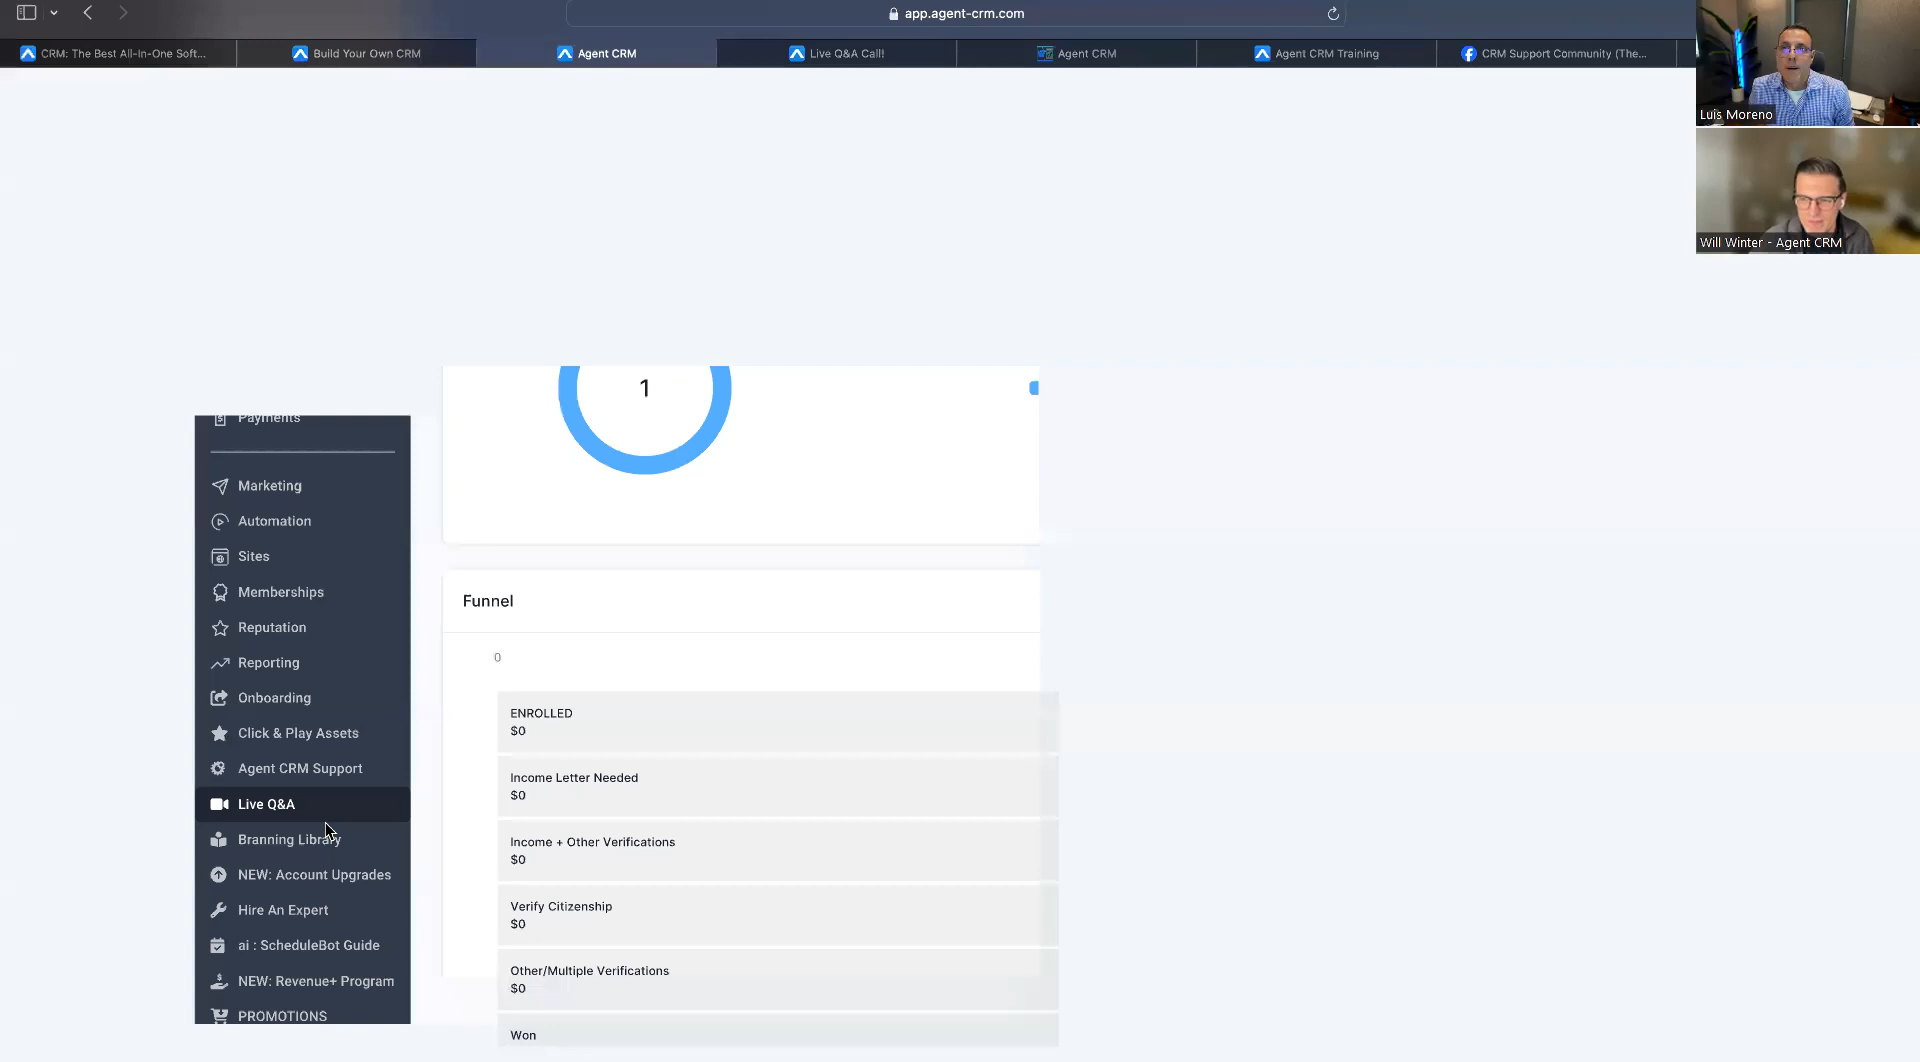 app.agent-crm.com
CRM: The Best All-In-One Soft...
Build Your Own CRM
Agent CRM
Live Q&A Call!
Agent CRM
Agent CRM Training
CRM Support Community (The...
Luis Moreno
Will Winter - Agent CRM
Payments
Marketing
Automation
Sites
Memberships
Reputation
Reporting
Onboarding
Click & Play Assets
Agent CRM Support
Live Q&A
Branning Library
NEW: Account Upgrades
Hire An Expert
ai : ScheduleBot Guide
NEW: Revenue+ Program
PROMOTIONS
1
Funnel
0
ENROLLED
$0
Income Letter Needed
$0
Income + Other Verifications
$0
Verify Citizenship
$0
Other/Multiple Verifications
$0
Won